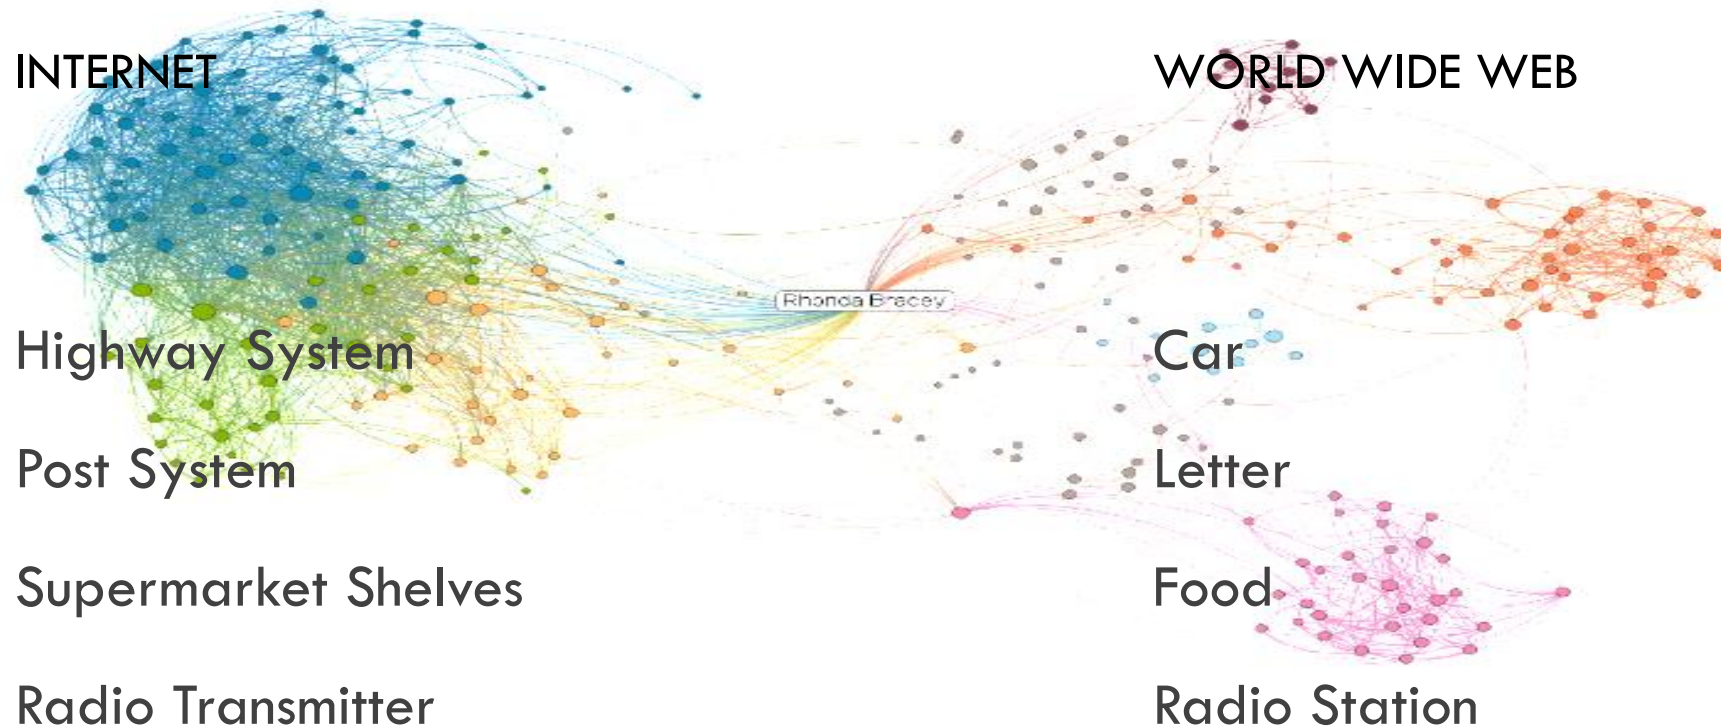 INTERNET
WORLD WIDE WEB
Rhonda Bracey
Highway System
Car
Post System
Letter
Supermarket Shelves
Food
Radio Transmitter
Radio Station